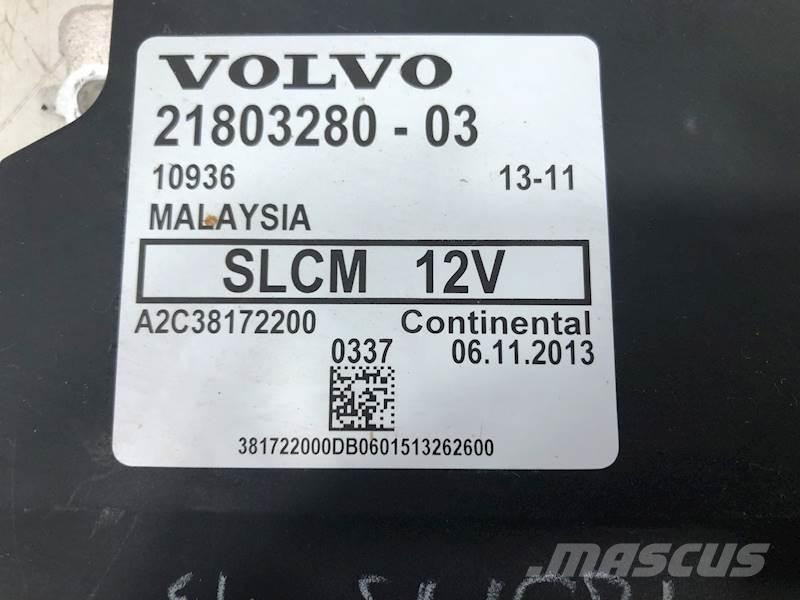 VOLVO
21803280 - 03
10936 13-11
MALAYSIA
SLCM 12V
A2C38172200 Continental
0337 06.11.2013
381722000DB0601513262600
MASCUS